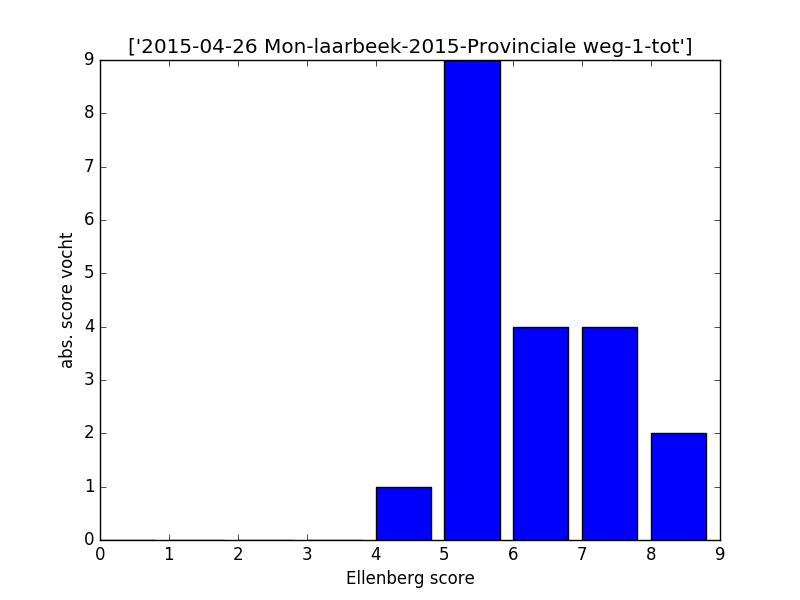 ['2015-04-26 Mon-laarbeek-2015-Provinciale weg-1-tot']
9
8
7
6
5
4
3
2
1
0
abs. score vocht
0 1 2 3 4 5 6 7 8 9
Ellenberg score